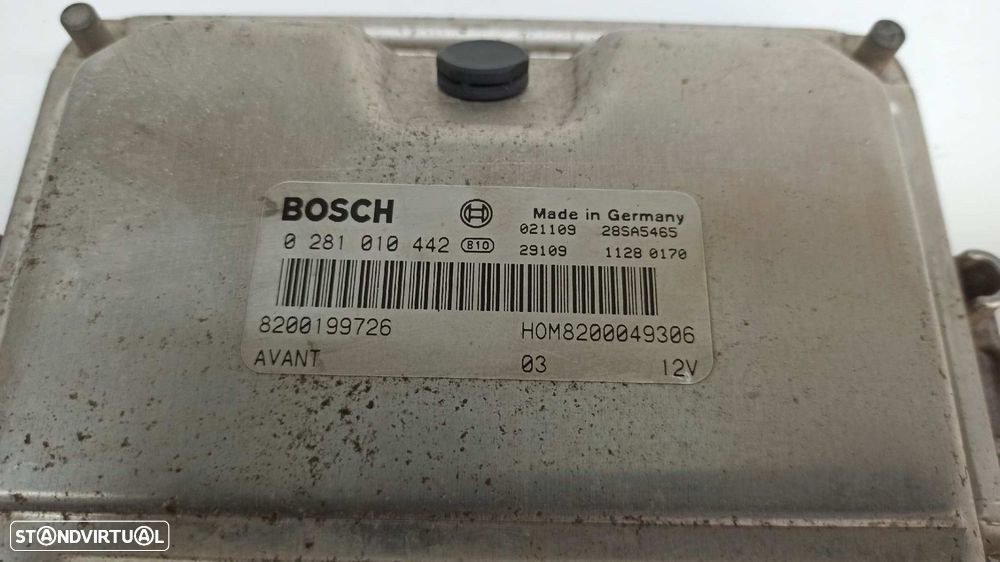 BOSCH
Made in Germany
021109 28SA5465
0 281 010 442 810
29109 1128 0170
8200199726 HOM8200049306
AVANT 03 12V
STANDVIRTUAL